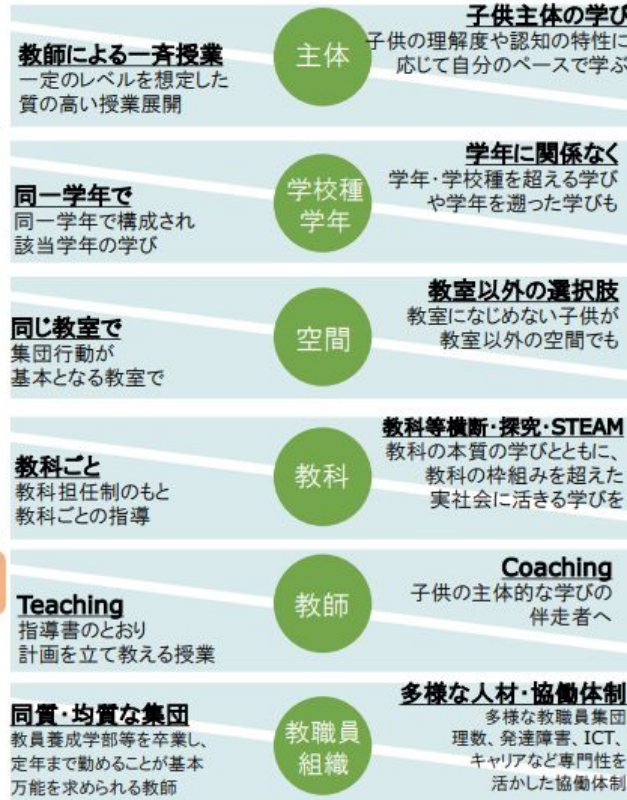 教師による一斉授業
一定のレベルを想定した
質の高い授業展開
主体
子供主体の学び
子供の理解度や認知の特性に
応じて自分のペースで学ぶ
同一学年で
同一学年で構成され
該当学年の学び
学校種
学年
学年に関係なく
学年・学校種を超える学び
や学年を遡った学びも
同じ教室で
集団行動が
基本となる教室で
空間
教室以外の選択肢
教室になじめない子供が
教室以外の空間でも
教科ごと
教科担任制のもと
教科ごとの指導
教科
教科等横断・探究・STEAM
教科の本質の学びとともに、
教科の枠組みを超えた
実社会に活きる学びを
Teaching
指導書のとおり
計画を立て教える授業
教師
Coaching
子供の主体的な学びの
伴走者へ
同質・均質な集団
教員養成学部等を卒業し、
定年まで勤めることが基本
万能を求められる教師
教職員
組織
多様な人材・協働体制
多様な教職員集団
理数、発達障害、ICT、
キャリアなど専門性を
活かした協働体制